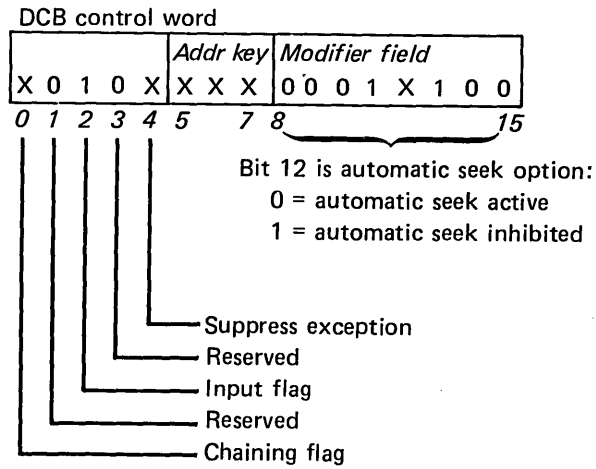 DCB control word
Addr key Modifier field
X 0 1 0 X X X X 0 0 0 1 X 1 0 0
0 1 2 3 4 5 7 8 15
Bit 12 is automatic seek option:
0 = automatic seek active
1 = automatic seek inhibited
Suppress exception
Reserved
Input flag
Reserved
Chaining flag